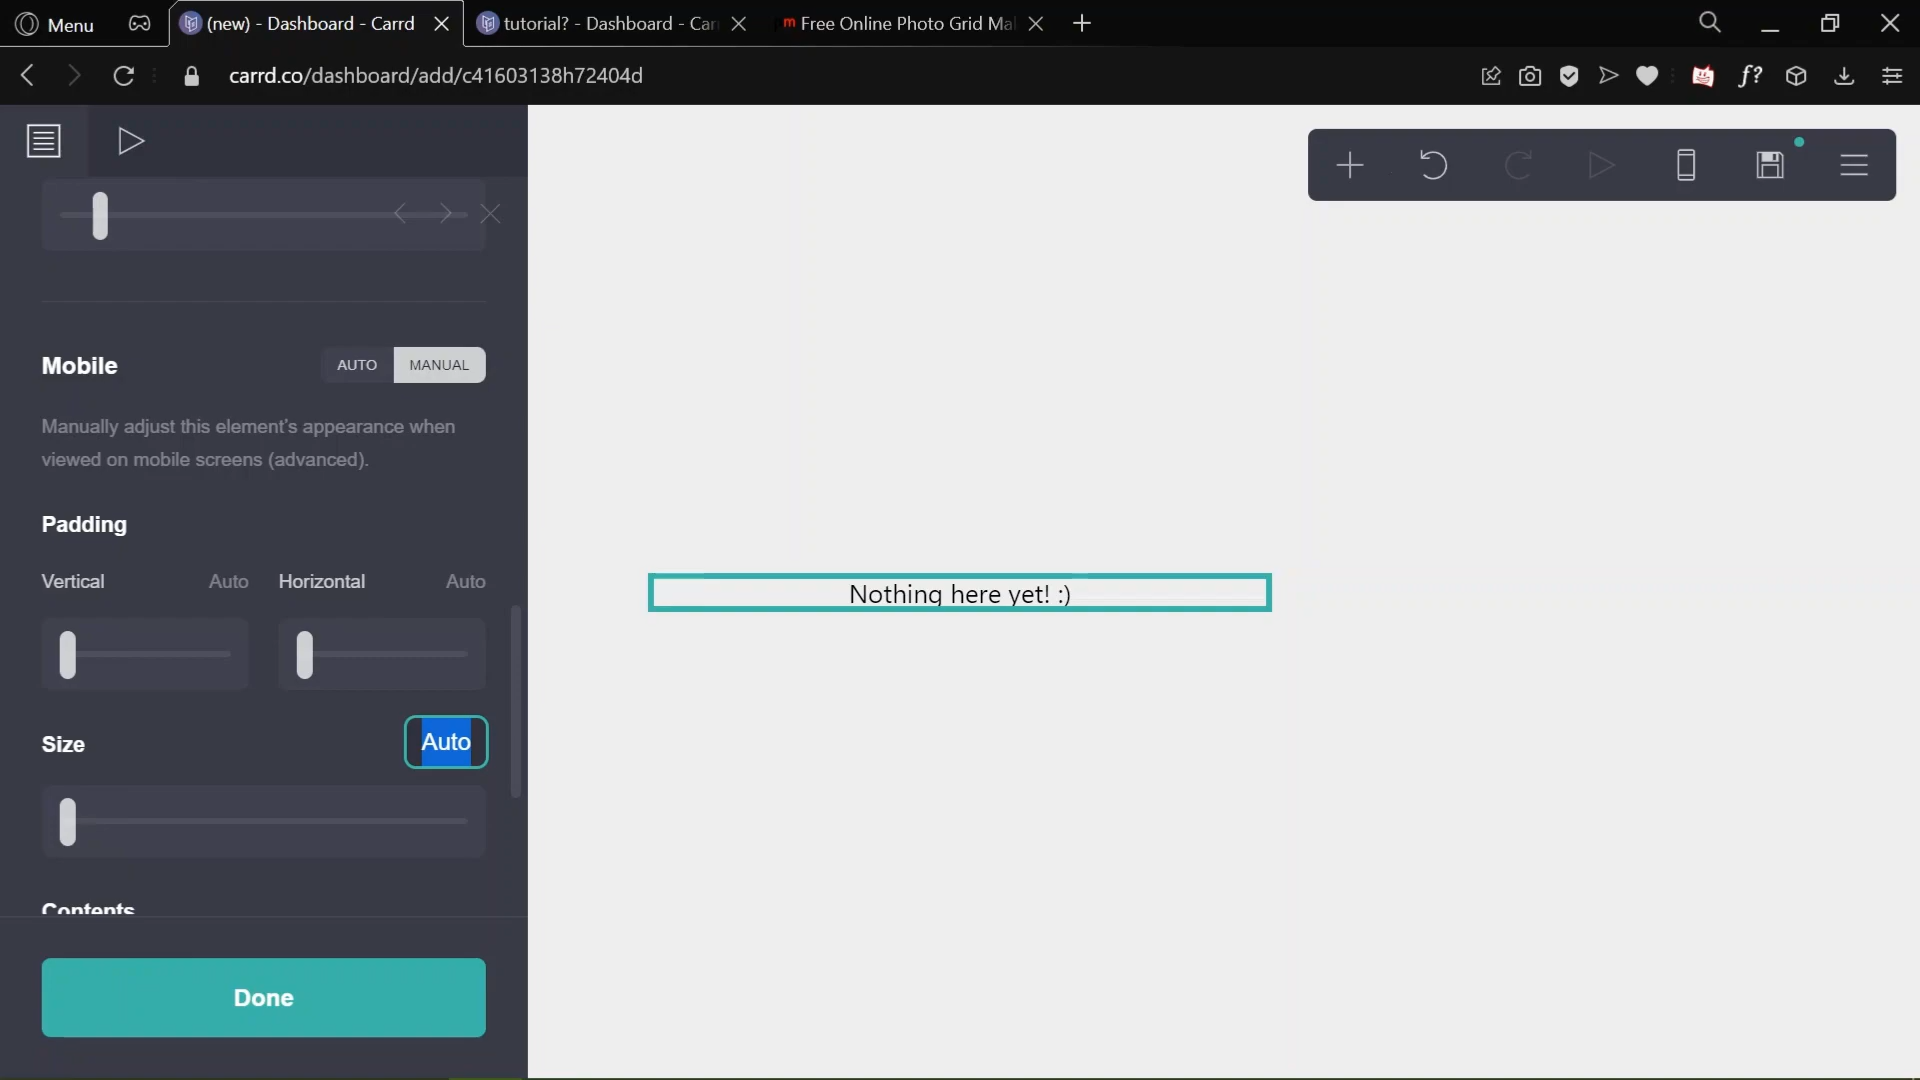 Menu
(new) - Dashboard - Carrd
tutorial? - Dashboard - Car
m Free Online Photo Grid Mal
carrd.co/dashboard/add/c41603138h72404d
f?
Mobile
AUTO
MANUAL
Manually adjust this element's appearance when
viewed on mobile screens (advanced).
Padding
Vertical Auto
Horizontal Auto
Size
Auto
Contents
Done
Nothing here yet! :)